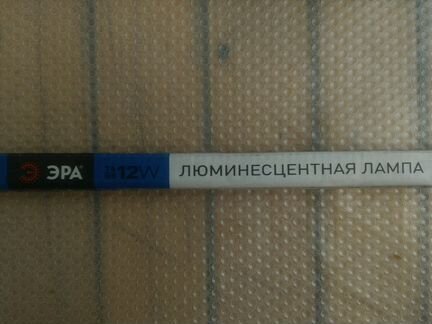 ЭРА 12W ЛЮМИНЕСЦЕНТНАЯ ЛАМПА